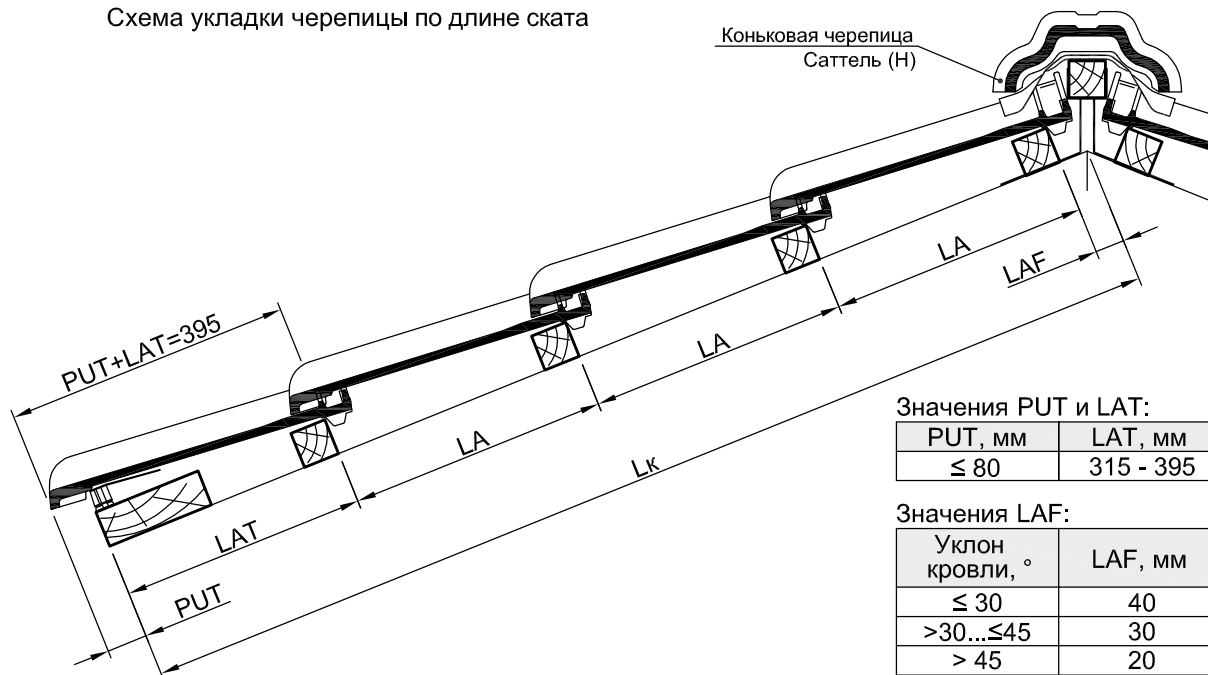 Схема укладки черепицы по длине ската
Коньковая черепица
Саттель (Н)
LA
LAF
PUT+LAT=395
LA
LA
Lк
LAT
PUT
Значения PUT и LAT:
PUT, мм LAT, мм
≤ 80 315 - 395
Значения LAF:
Уклон
кровли, °
LAF, мм
≤ 30 40
>30...≤45 30
> 45 20